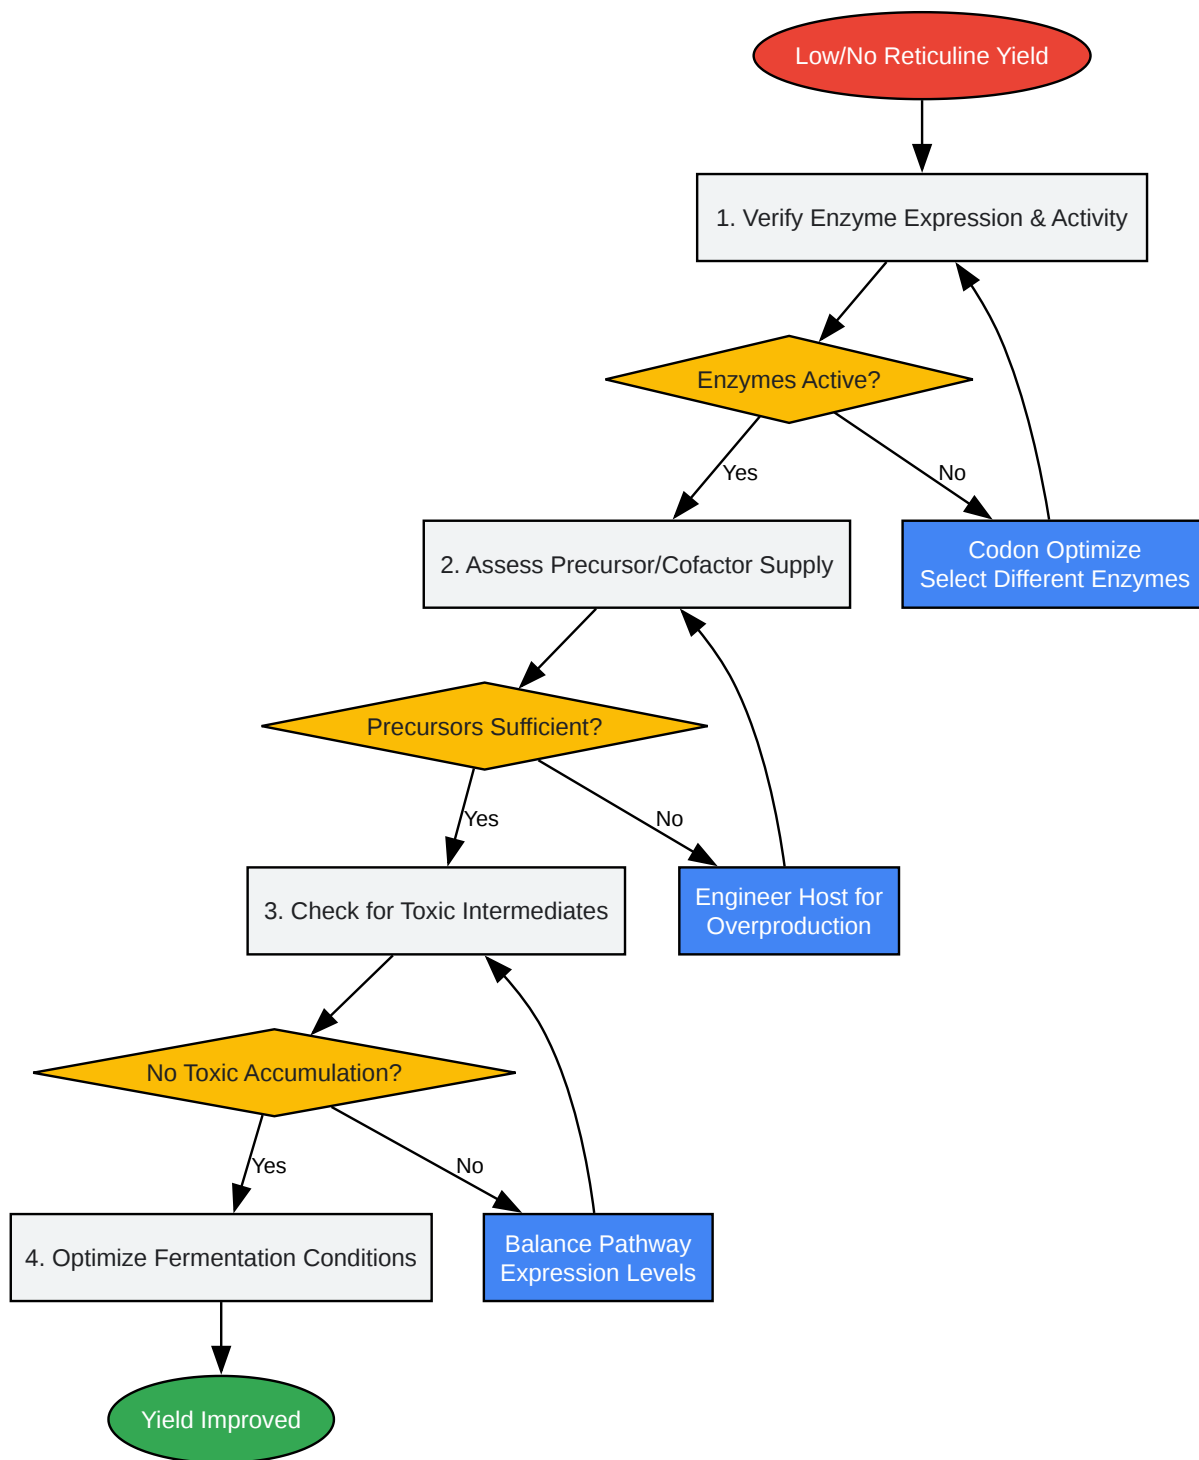 Low/No Reticuline Yield
1. Verify Enzyme Expression & Activity
Enzymes Active?
Yes
No
2. Assess Precursor/Cofactor Supply
Codon Optimize
Select Different Enzymes
Precursors Sufficient?
Yes
No
3. Check for Toxic Intermediates
Engineer Host for
Overproduction
No Toxic Accumulation?
Yes
No
4. Optimize Fermentation Conditions
Balance Pathway
Expression Levels
Yield Improved